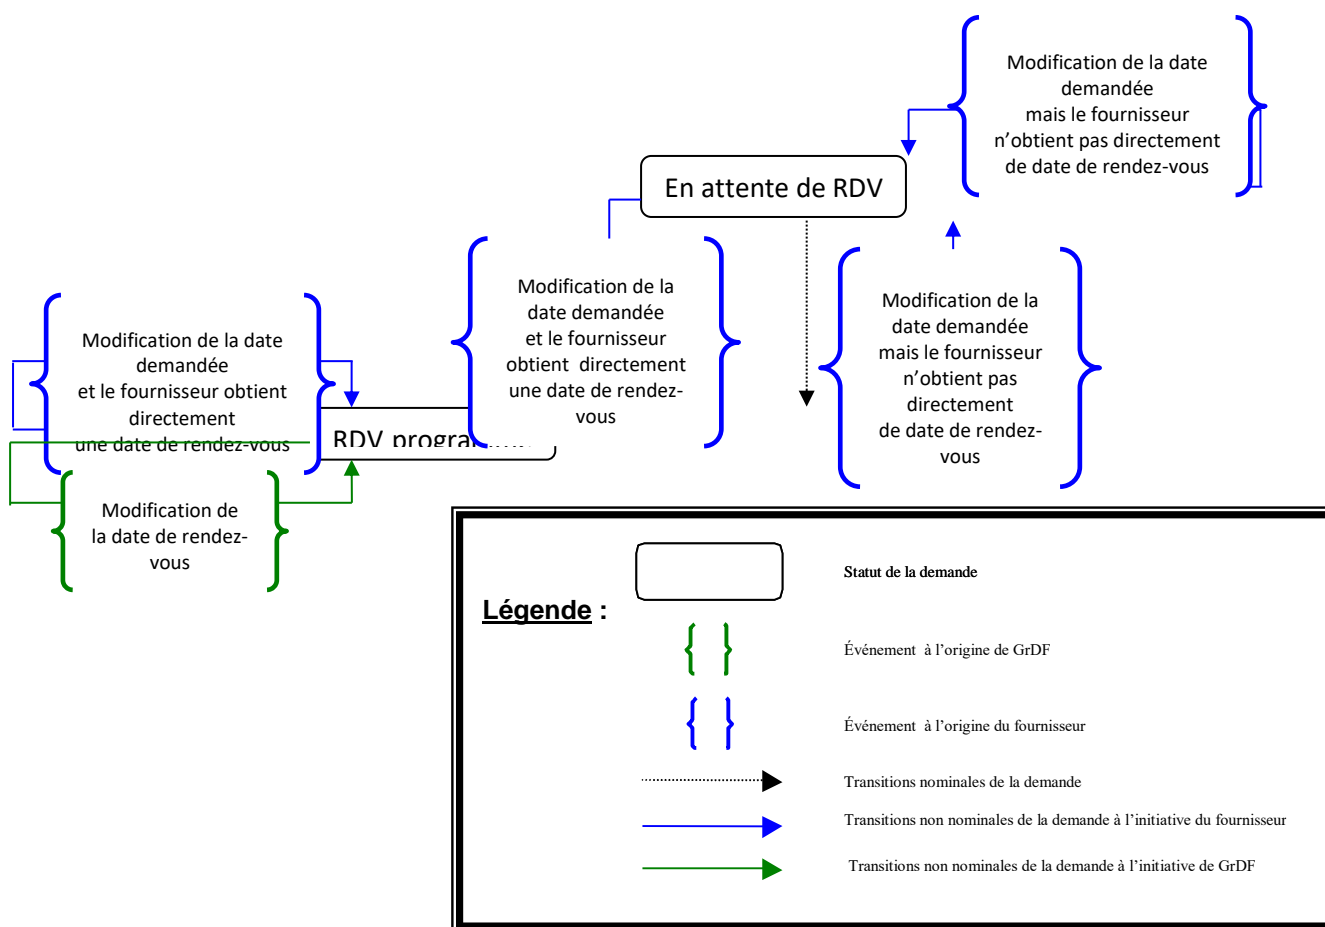 Modification de la date
demandée
mais le fournisseur
n’obtient pas directement
de date de rendez-vous
En attente de RDV
Modification de la
date demandée
et le fournisseur
obtient directement
une date de rendez-
vous
Modification de la
date demandée
mais le fournisseur
n’obtient pas
directement
de date de rendez-
vous
Modification de la date
demandée
et le fournisseur obtient
directement
une date de rendez-vous
RDV
Modification de
la date de rendez-
vous
Légende :
Statut de la demande
Événement à l’origine de GrDF
Événement à l’origine du fournisseur
Transitions nominales de la demande
Transitions non nominales de la demande à l’initiative du fournisseur
Transitions non nominales de la demande à l’initiative de GrDF